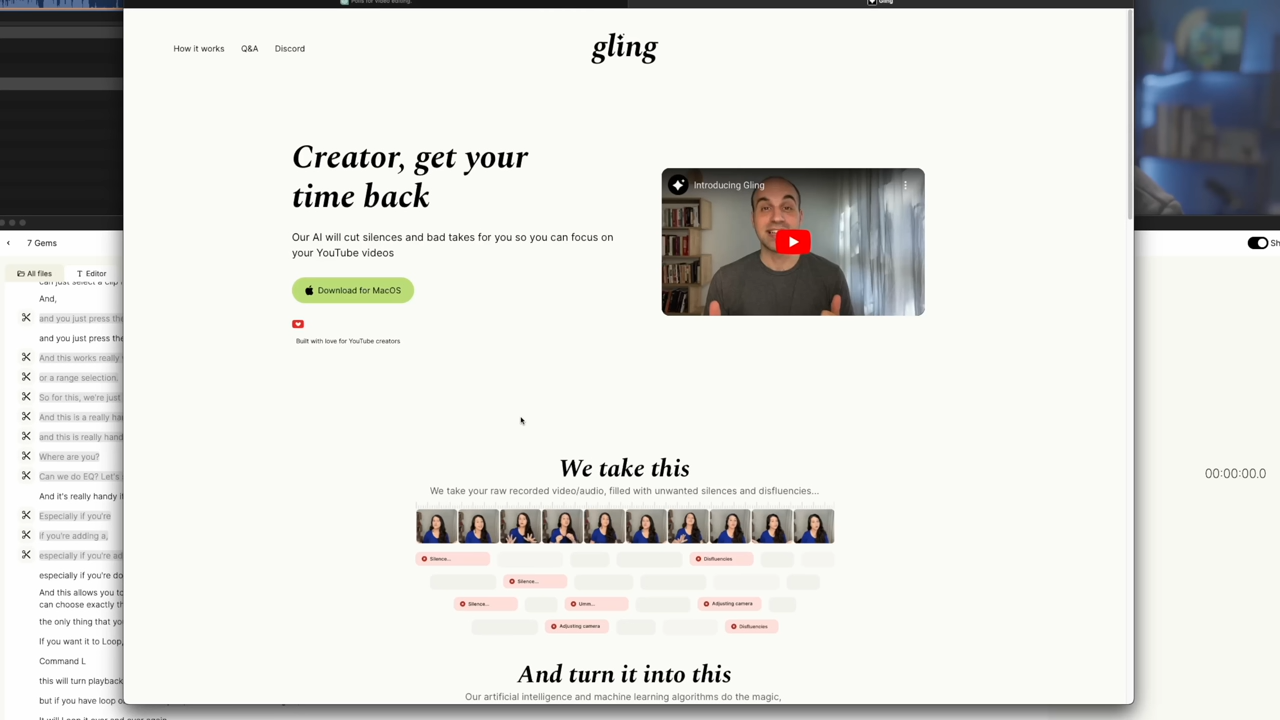 Gling
How it works
Q&A
Discord
gling
Creator, get your
time back
Our AI will cut silences and bad takes for you so you can focus on
your YouTube videos
Download for MacOS
Built with love for YouTube creators
Introducing Gling
We take this
We take your raw recorded video/audio, filled with unwanted silences and disfluencies...
Silence...
Disfluencies
Silence...
Silence...
Umm...
Adjusting camera
Adjusting camera
Disfluencies
And turn it into this
Our artificial intelligence and machine learning algorithms do the magic,
7 Gems
All files
Editor
And,
and you just press the
and you just press the
And this works really
or a range selection.
So for this, we're just
And this is a really ha
and this is really hand
Where are you?
Can we do EQ? Let's
And it's really handy i
Especially if you're
if you're adding a,
especially if you're ad
especially if you're do
And this allows you to
can choose exactly th
the only thing that yo
If you want it to Loop,
Command L
this will turn playback
but if you have loop o
Sh
00:00:00.0